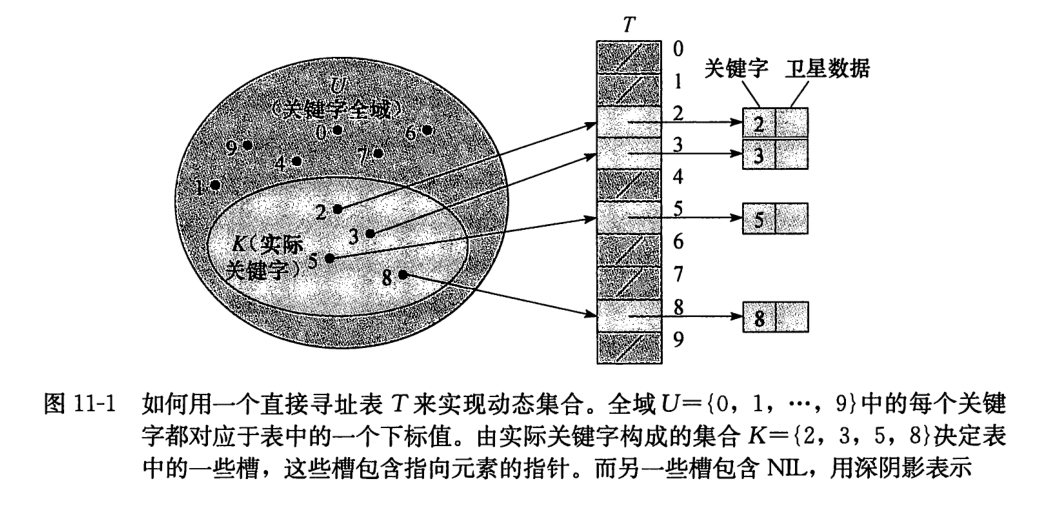 T
U
(关键字全域)
0
6
9
4
7
1
2
3
K(实际
关键字)
5
8
0
1
2
3
4
5
6
7
8
9
关键字 卫星数据
2
3
5
8
图 11-1 如何用一个直接寻址表 T 来实现动态集合。全域U={0，1，…，9}中的每个关键
字都对应于表中的一个下标值。由实际关键字构成的集合 K={2，3，5，8}决定表
中的一些槽，这些槽包含指向元素的指针。而另一些槽包含 NIL，用深阴影表示